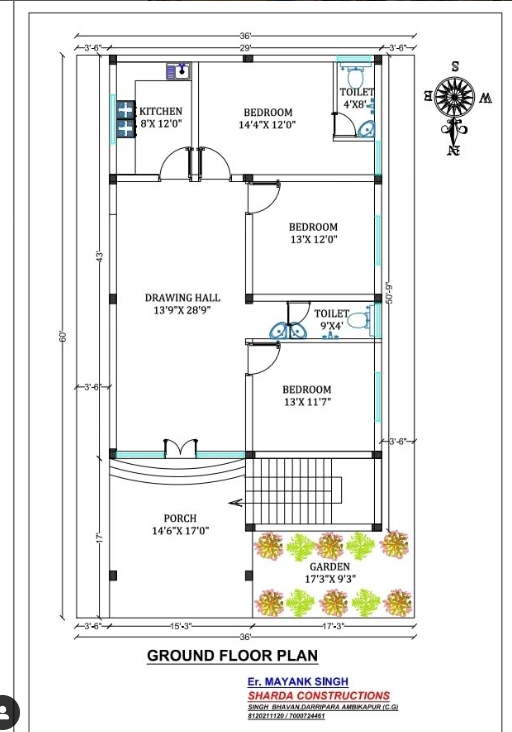 36'
3'-6"
29'
3'-6"
S
TOILET
4'X8'
KITCHEN
8'X 12'0"
BEDROOM
14'4"X 12'0"
E
W
N
BEDROOM
13'X 12'0"
43'
50'-9"
DRAWING HALL
13'9"X 28'9"
TOILET
9'X4'
60'
3'-6"
BEDROOM
13'X 11'7"
3'-6"
PORCH
14'6"X 17'0"
17'
GARDEN
17'3"X 9'3"
3'-6"
15'-3"
17'-3"
36'
GROUND FLOOR PLAN
Er. MAYANK SINGH
SHARDA CONSTRUCTIONS
SINGH BHAVAN,DARRIPARA AMBIKAPUR (C.G)
8120211120 / 7000724461